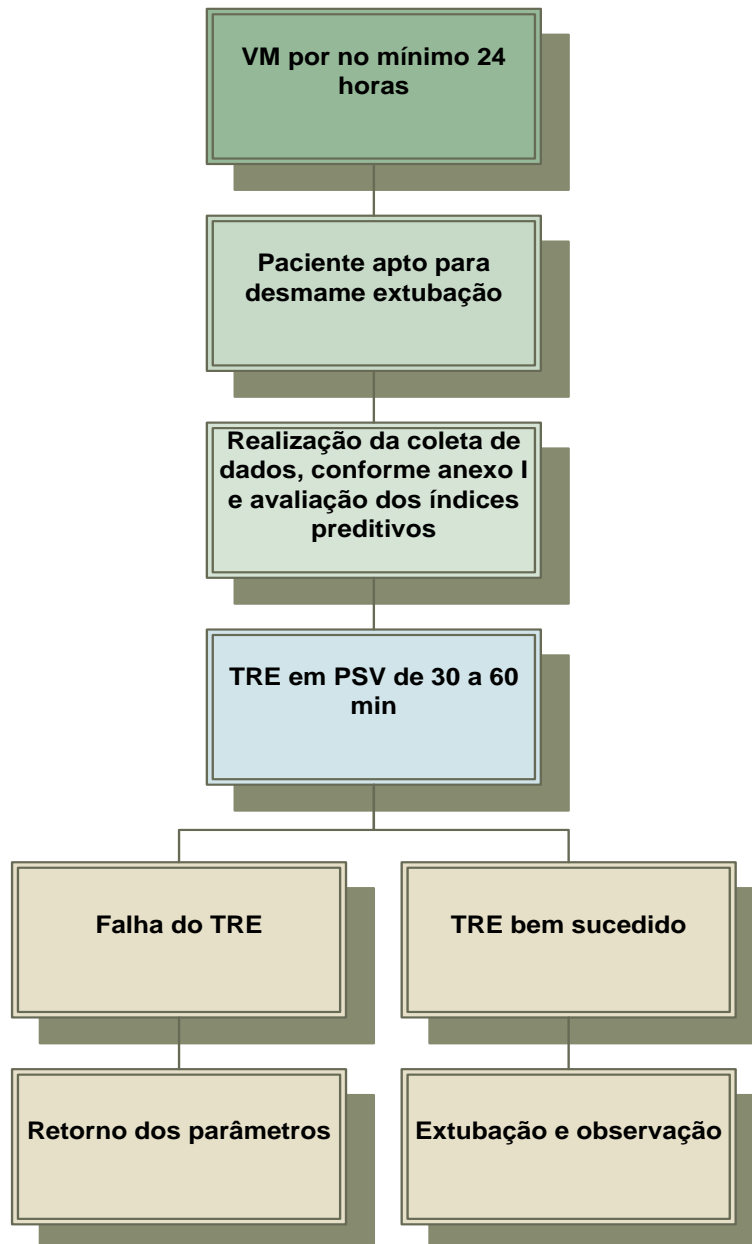 VM por no mínimo 24
horas
Paciente apto para
desmame extubação
Realização da coleta de
dados, conforme anexo I
e avaliação dos índices
preditivos
TRE em PSV de 30 a 60
min
Falha do TRE
TRE bem sucedido
Retorno dos parâmetros
Extubação e observação